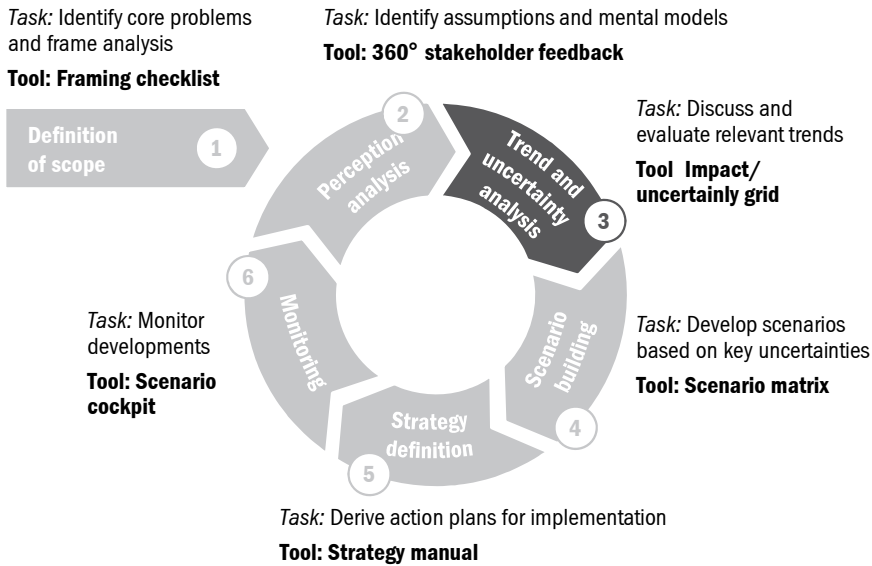 Task: Identify core problems
and frame analysis
Tool: Framing checklist
Task: Identify assumptions and mental models
Tool: 360° stakeholder feedback
Definition
of scope
1
2
Perception
analysis
Trend and
uncertainty
analysis
3
Task: Discuss and
evaluate relevant trends
Tool Impact/
uncertainly grid
Scenario
building
4
Task: Develop scenarios
based on key uncertainties
Tool: Scenario matrix
Strategy
definition
5
Task: Derive action plans for implementation
Tool: Strategy manual
6
Monitoring
Task: Monitor
developments
Tool: Scenario
cockpit